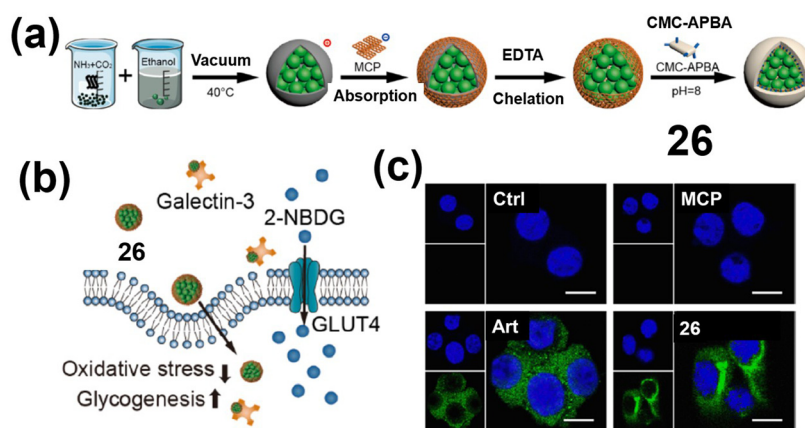 (a)
NH3+CO2
Ethanol
Vacuum
40°C
MCP
Absorption
EDTA
Chelation
CMC-APBA
CMC-APBA
pH=8
26
(b)
Galectin-3
26
2-NBDG
GLUT4
Oxidative stress
Glycogenesis
(c)
Ctrl
MCP
Art
26